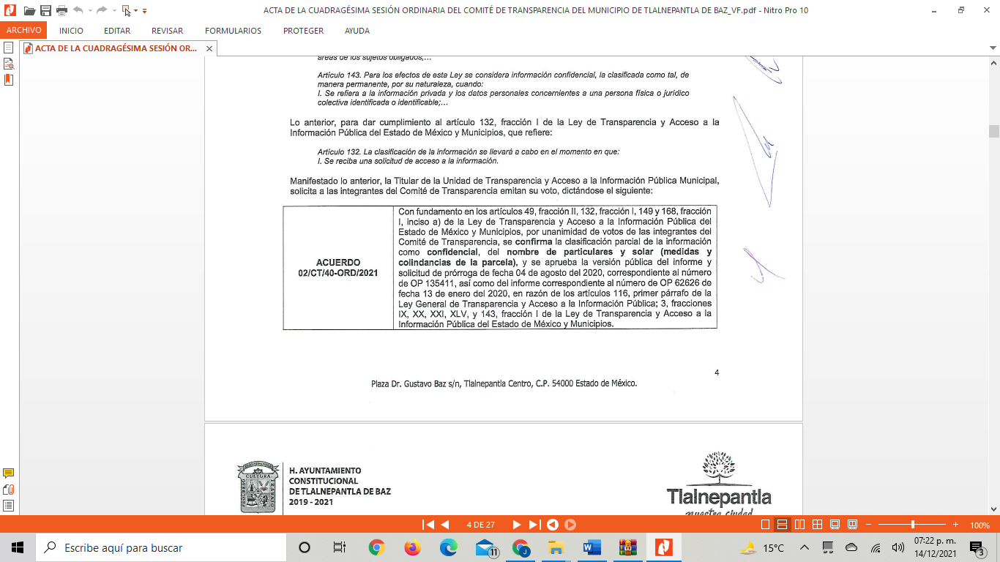 ACTA DE LA CUADRAGÉSIMA SESIÓN ORDINARIA DEL COMITÉ DE TRANSPARENCIA DEL MUNICIPIO DE TLALNEPANTLA DE BAZ_VF.pdf - Nitro Pro 10
ARCHIVO INICIO EDITAR REVISAR FORMULARIOS PROTEGER AYUDA
ACTA DE LA CUADRAGÉSIMA SESIÓN OR...
áreas de los sujetos obligados;...
Artículo 143. Para los efectos de esta Ley se considera información confidencial, la clasificada como tal, de
manera permanente, por su naturaleza, cuando:
I. Se refiera a la información privada y los datos personales concernientes a una persona física o jurídico
colectiva identificada o identificable;...
Lo anterior, para dar cumplimiento al artículo 132, fracción I de la Ley de Transparencia y Acceso a la
Información Pública del Estado de México y Municipios, que refiere:
Artículo 132. La clasificación de la información se llevará a cabo en el momento en que:
I. Se reciba una solicitud de acceso a la información.
Manifestado lo anterior, la Titular de la Unidad de Transparencia y Acceso a la Información Pública Municipal,
solicita a las integrantes del Comité de Transparencia emitan su voto, dictándose el siguiente:
ACUERDO
02/CT/40-ORD/2021
Con fundamento en los artículos 49, fracción II, 132, fracción I, 149 y 168, fracción
I, inciso a) de la Ley de Transparencia y Acceso a la Información Pública del
Estado de México y Municipios, por unanimidad de votos de las integrantes del
Comité de Transparencia, se confirma la clasificación parcial de la información
como confidencial, del nombre de particulares y solar (medidas y
colindancias de la parcela), y se aprueba la versión pública del informe y
solicitud de prórroga de fecha 04 de agosto del 2020, correspondiente al número
de OP 135411, así como del informe correspondiente al número de OP 62626 de
fecha 13 de enero del 2020, en razón de los artículos 116, primer párrafo de la
Ley General de Transparencia y Acceso a la Información Pública; 3, fracciones
IX, XX, XXI, XLV, y 143, fracción I de la Ley de Transparencia y Acceso a la
Información Pública del Estado de México y Municipios.
4
Plaza Dr. Gustavo Baz s/n, Tlalnepantla Centro, C.P. 54000 Estado de México.
CULTURA
PROGRESO
TRABAJO
H. AYUNTAMIENTO
CONSTITUCIONAL
DE TLALNEPANTLA DE BAZ
2019 - 2021
Tlalnepantla
nuestra ciudad
4 DE 27
100%
Escribe aquí para buscar
11
J
15°C
07:22 p. m.
14/12/2021
3